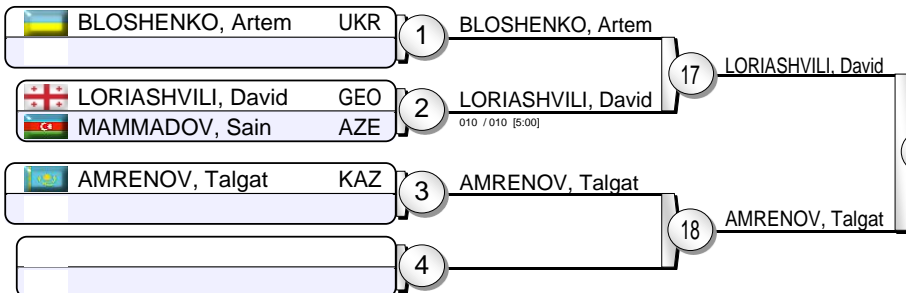 BLOSHENKO, Artem UKR
1
BLOSHENKO, Artem
17
LORIASHVILI, David
LORIASHVILI, David GEO
MAMMADOV, Sain AZE
2
LORIASHVILI, David
010 / 010 [5:00]
AMRENOV, Talgat KAZ
3
AMRENOV, Talgat
18
AMRENOV, Talgat
4